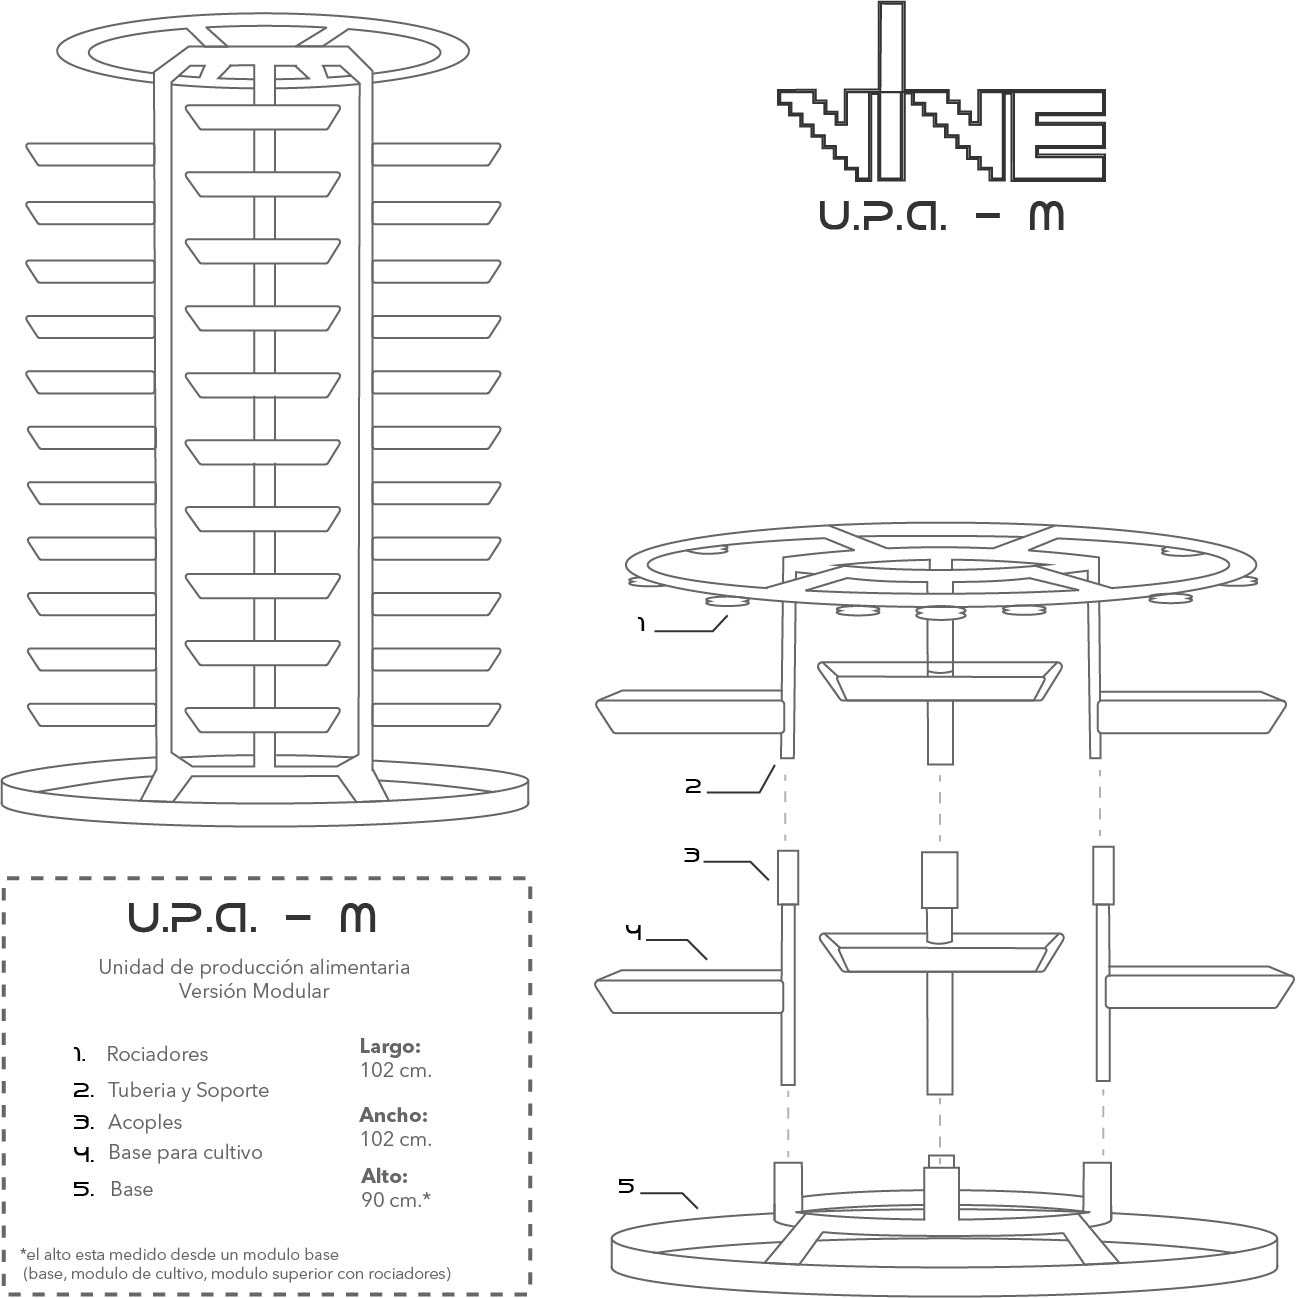 VINE
U.P.A. - M
1
2
3
4
5
U.P.A. - M
Unidad de producción alimentaria
Versión Modular
1. Rociadores
2. Tuberia y Soporte
3. Acoples
4. Base para cultivo
5. Base
Largo:
102 cm.
Ancho:
102 cm.
Alto:
90 cm.*
*el alto esta medido desde un modulo base
(base, modulo de cultivo, modulo superior con rociadores)